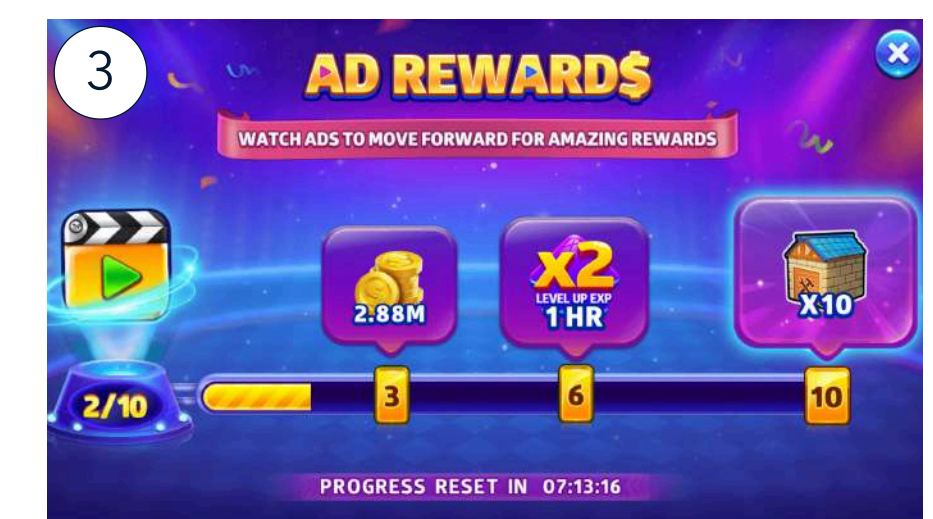 3
AD REWARD$
WATCH ADS TO MOVE FORWARD FOR AMAZING REWARDS
2.88M
X2
LEVEL UP EXP
1 HR
X10
2/10
3
6
10
PROGRESS RESET IN 07:13:16